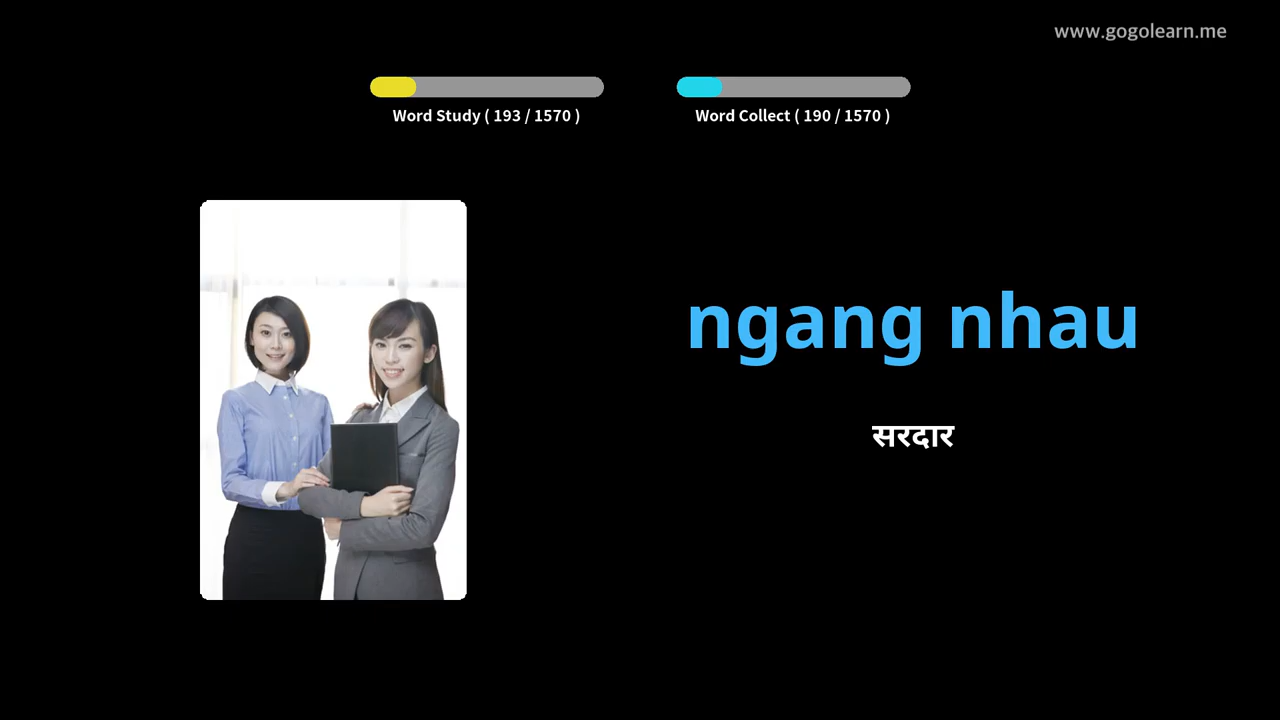 www.gogolearn.me
Word Study ( 193 / 1570 )
Word Collect ( 190 / 1570 )
ngang nhau
सरदार